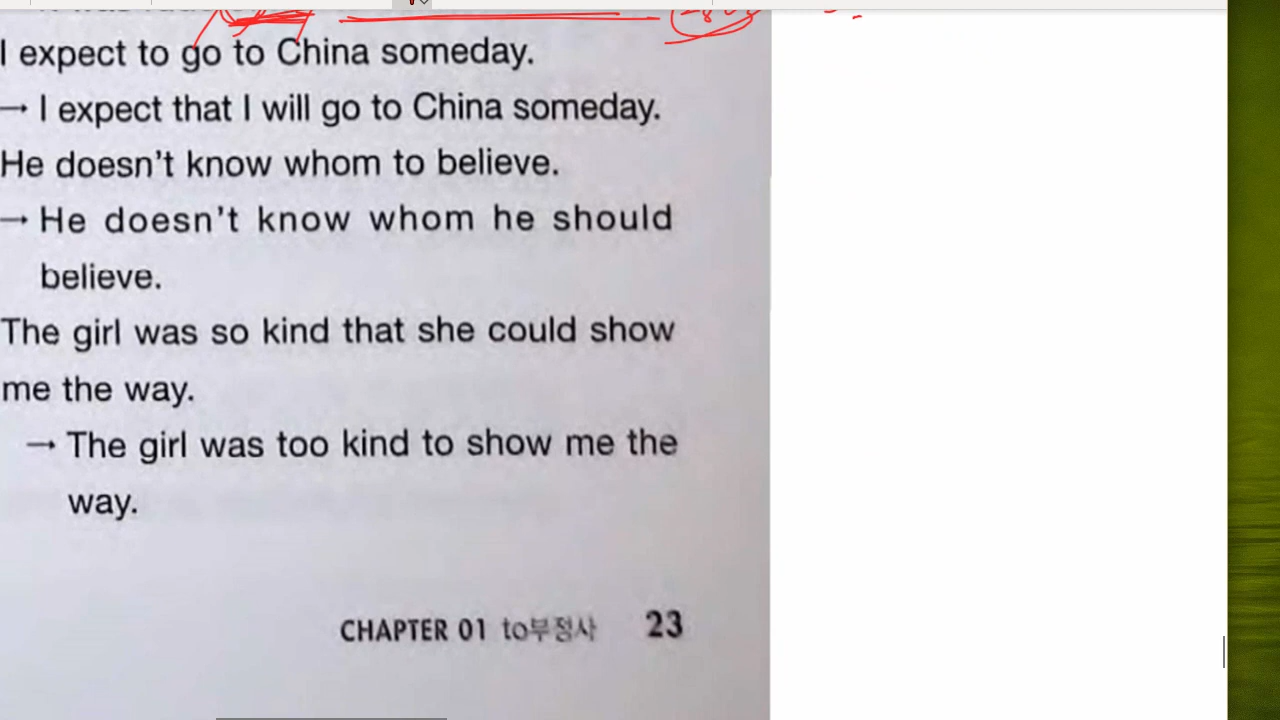 I expect to go to China someday.
→ I expect that I will go to China someday.
He doesn't know whom to believe.
→ He doesn't know whom he should
believe.
The girl was so kind that she could show
me the way.
→ The girl was too kind to show me the
way.
CHAPTER 01 to부정사 23